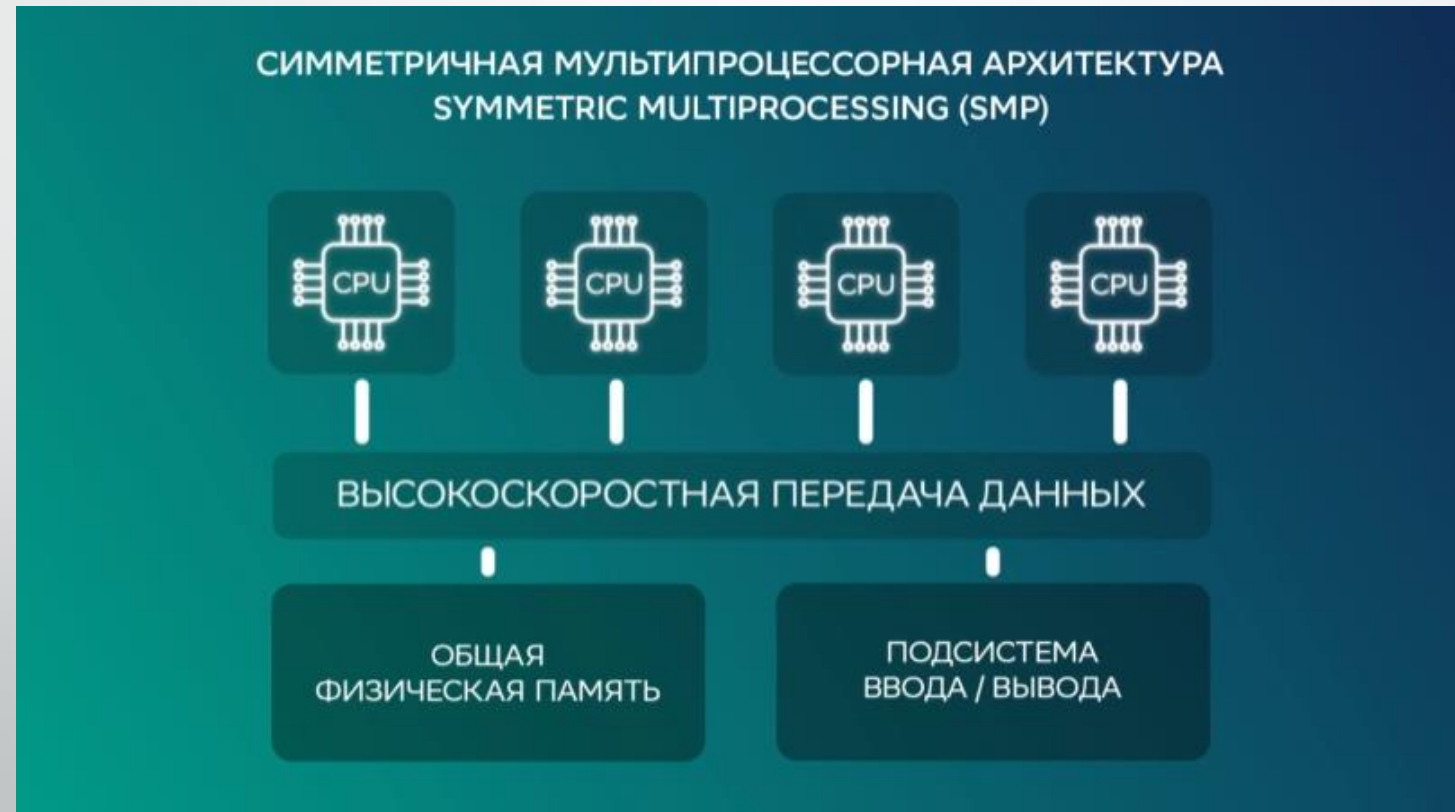 СИММЕТРИЧНАЯ МУЛЬТИПРОЦЕССОРНАЯ АРХИТЕКТУРА
SYMMETRIC MULTIPROCESSING (SMP)
CPU
CPU
CPU
CPU
ВЫСОКОСКОРОСТНАЯ ПЕРЕДАЧА ДАННЫХ
ОБЩАЯ
ФИЗИЧЕСКАЯ ПАМЯТЬ
ПОДСИСТЕМА
ВВОДА / ВЫВОДА